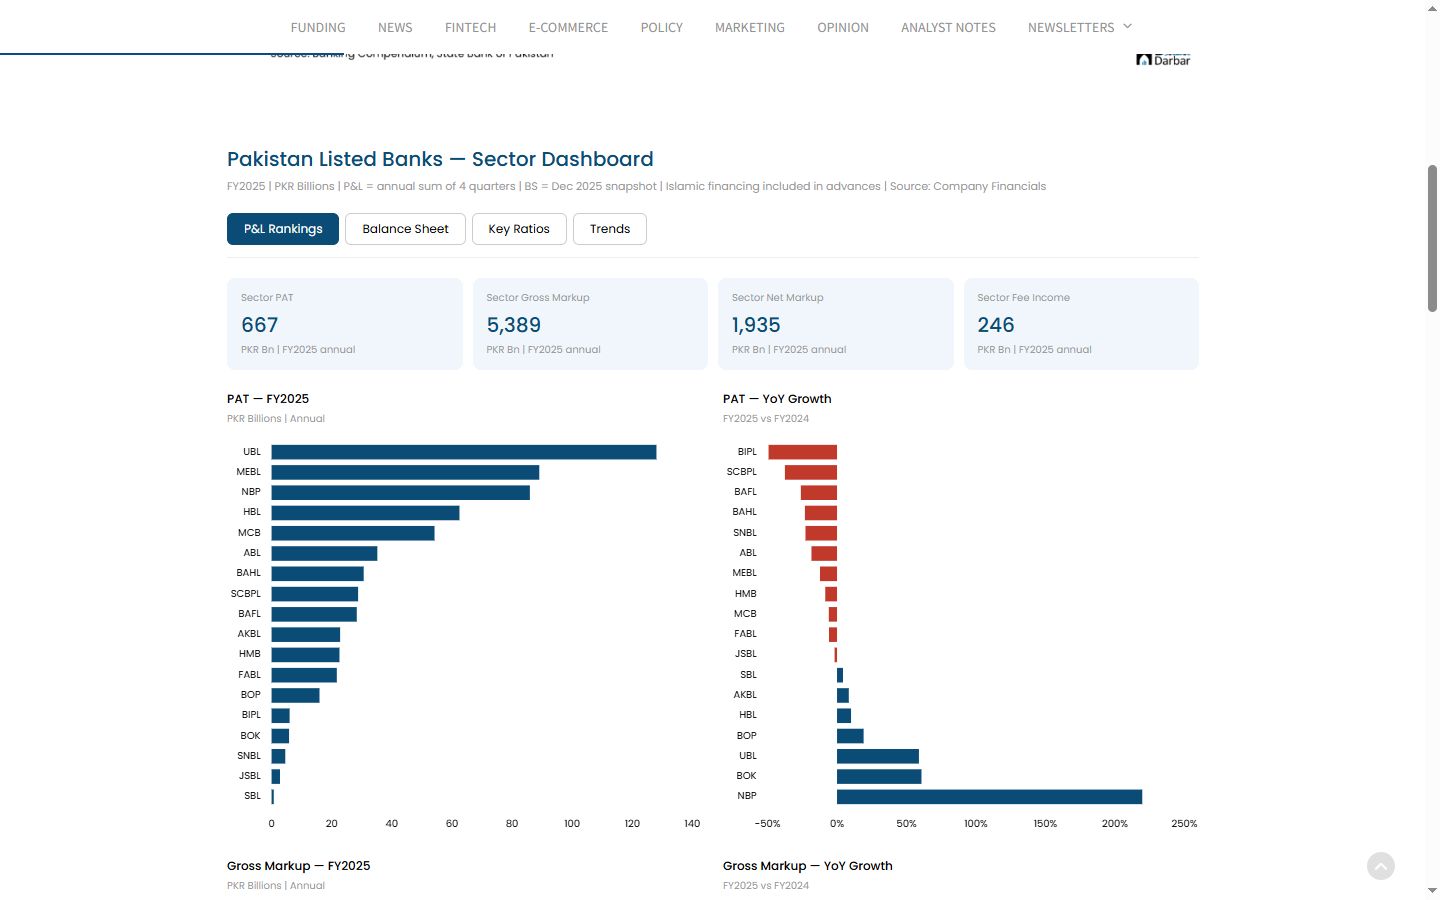 FUNDING NEWS FINTECH E-COMMERCE POLICY MARKETING OPINION ANALYST NOTES NEWSLETTERS
Source: Banking Compendium, State Bank of Pakistan
Darbar
Pakistan Listed Banks — Sector Dashboard
FY2025 | PKR Billions | P&L = annual sum of 4 quarters | BS = Dec 2025 snapshot | Islamic financing included in advances | Source: Company Financials
P&L Rankings Balance Sheet Key Ratios Trends
Sector PAT
667
PKR Bn | FY2025 annual
Sector Gross Markup
5,389
PKR Bn | FY2025 annual
Sector Net Markup
1,935
PKR Bn | FY2025 annual
Sector Fee Income
246
PKR Bn | FY2025 annual
PAT — FY2025
PKR Billions | Annual
UBL
MEBL
NBP
HBL
MCB
ABL
BAHL
SCBPL
BAFL
AKBL
HMB
FABL
BOP
BIPL
BOK
SNBL
JSBL
SBL
0 20 40 60 80 100 120 140
PAT — YoY Growth
FY2025 vs FY2024
BIPL
SCBPL
BAFL
BAHL
SNBL
ABL
MEBL
HMB
MCB
FABL
JSBL
SBL
AKBL
HBL
BOP
UBL
BOK
NBP
-50% 0% 50% 100% 150% 200% 250%
Gross Markup — FY2025
PKR Billions | Annual
Gross Markup — YoY Growth
FY2025 vs FY2024